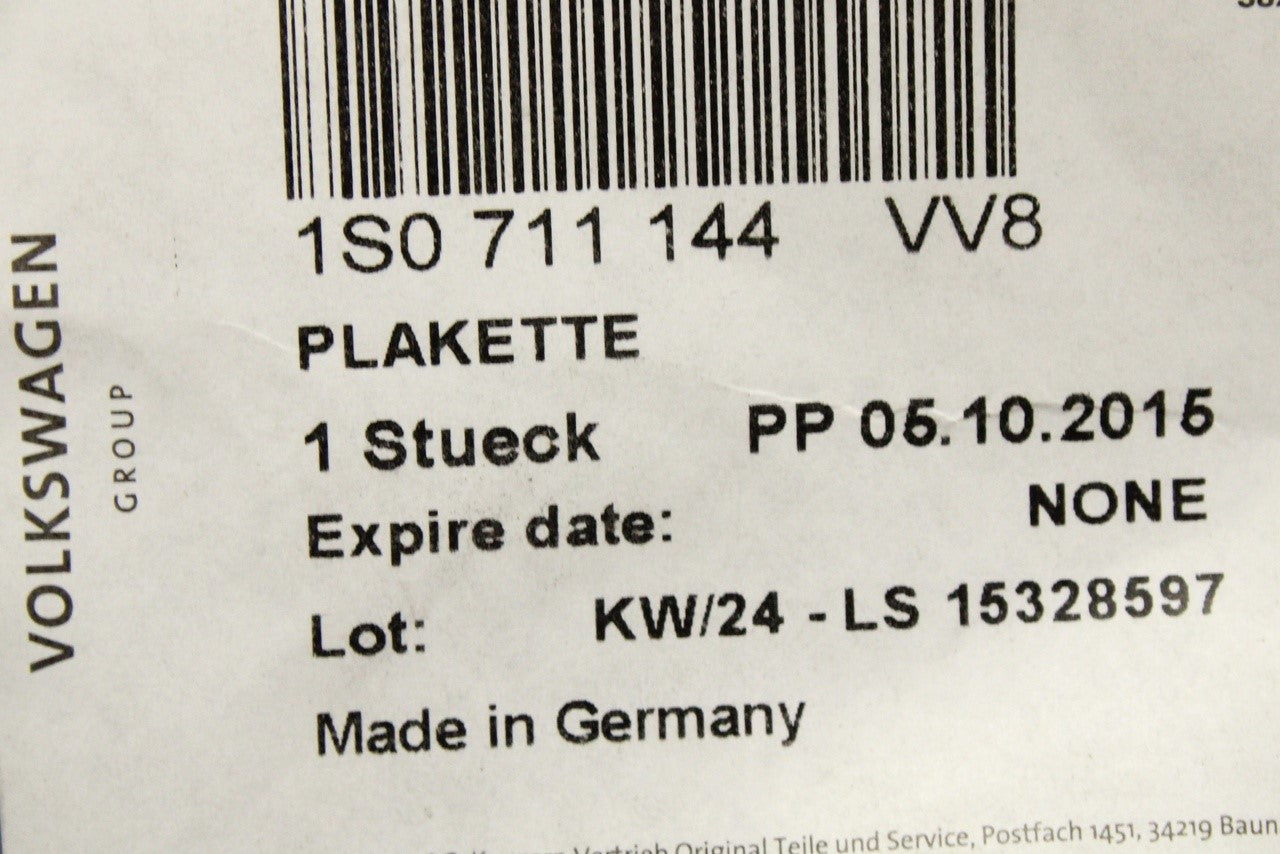 1S0 711 144 VV8
PLAKETTE
1 Stueck PP 05.10.2015
Expire date: NONE
Lot: KW/24 - LS 15328597
Made in Germany
VOLKSWAGEN
GROUP
Vertrieb Original Teile und Service, Postfach 1451, 34219 Baun